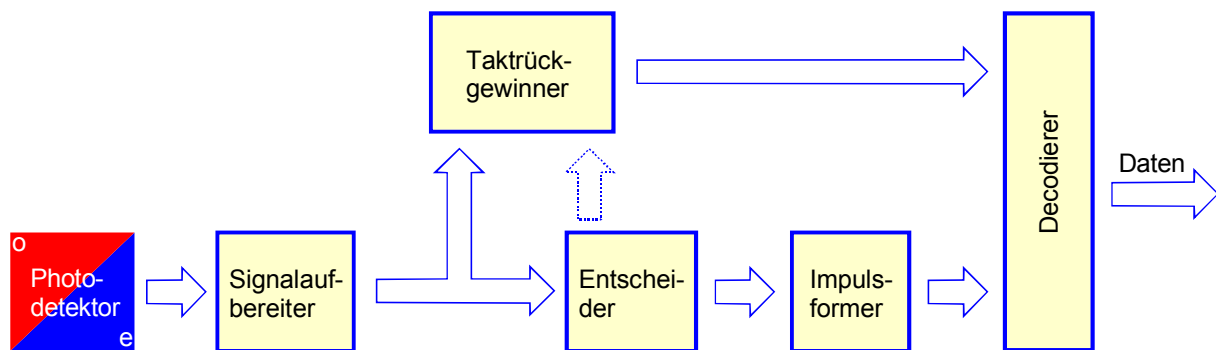 Taktrück-
gewinner
Decodierer
Daten
o
Photo-
detektor
e
Signalauf-
bereiter
Entschei-
der
Impuls-
former